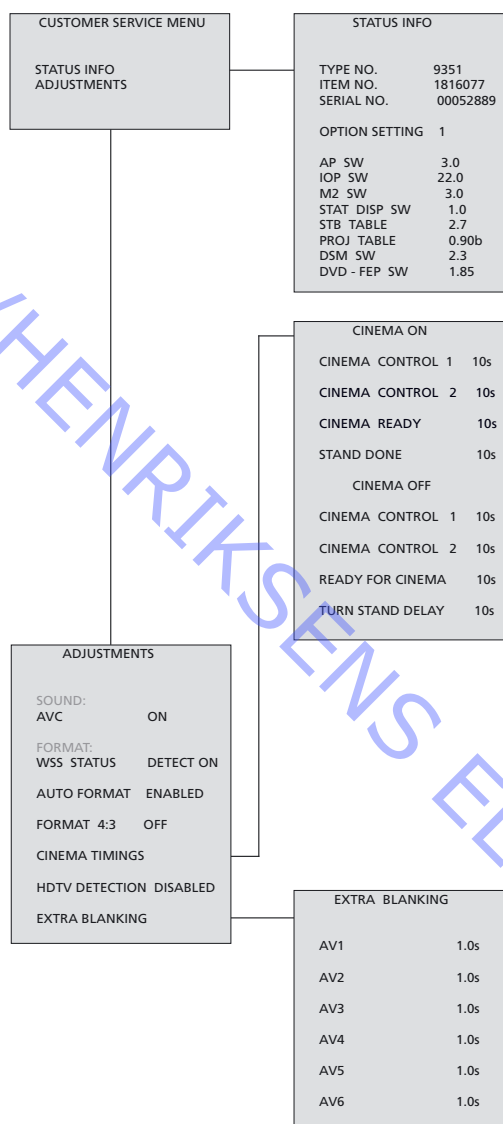 CUSTOMER SERVICE MENU
STATUS INFO
ADJUSTMENTS
STATUS INFO
TYPE NO. 9351
ITEM NO. 1816077
SERIAL NO. 00052889
OPTION SETTING 1
AP SW 3.0
IOP SW 22.0
M2 SW 3.0
STAT DISP SW 1.0
STB TABLE 2.7
PROJ TABLE 0.90b
DSM SW 2.3
DVD - FEP SW 1.85
CINEMA ON
CINEMA CONTROL 1 10s
CINEMA CONTROL 2 10s
CINEMA READY 10s
STAND DONE 10s
CINEMA OFF
CINEMA CONTROL 1 10s
CINEMA CONTROL 2 10s
READY FOR CINEMA 10s
TURN STAND DELAY 10s
ADJUSTMENTS
SOUND:
AVC ON
FORMAT:
WSS STATUS DETECT ON
AUTO FORMAT ENABLED
FORMAT 4:3 OFF
CINEMA TIMINGS
HDTV DETECTION DISABLED
EXTRA BLANKING
EXTRA BLANKING
AV1 1.0s
AV2 1.0s
AV3 1.0s
AV4 1.0s
AV5 1.0s
AV6 1.0s
HENRIKSENS